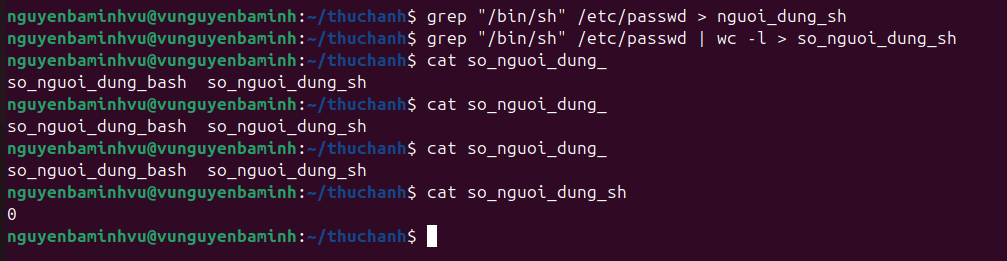 nguyenbaminhvu@vunguyenbaminh:~/thuchanh$ grep "/bin/sh" /etc/passwd > nguoi_dung_sh
nguyenbaminhvu@vunguyenbaminh:~/thuchanh$ grep "/bin/sh" /etc/passwd | wc -l > so_nguoi_dung_sh
nguyenbaminhvu@vunguyenbaminh:~/thuchanh$ cat so_nguoi_dung_
so_nguoi_dung_bash  so_nguoi_dung_sh
nguyenbaminhvu@vunguyenbaminh:~/thuchanh$ cat so_nguoi_dung_
so_nguoi_dung_bash  so_nguoi_dung_sh
nguyenbaminhvu@vunguyenbaminh:~/thuchanh$ cat so_nguoi_dung_
so_nguoi_dung_bash  so_nguoi_dung_sh
nguyenbaminhvu@vunguyenbaminh:~/thuchanh$ cat so_nguoi_dung_sh
0
nguyenbaminhvu@vunguyenbaminh:~/thuchanh$